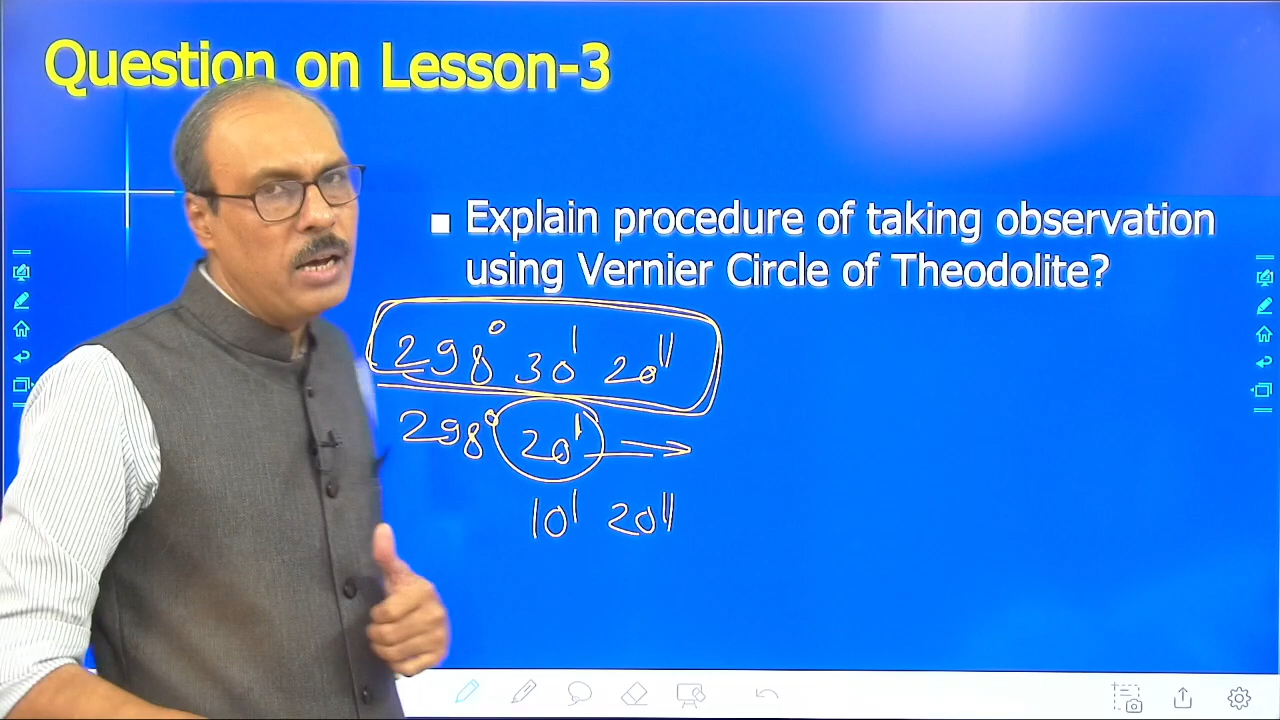 Question on Lesson-3
▪ Explain procedure of taking observation
using Vernier Circle of Theodolite?
298° 30' 20"
298° 20' →
10' 20"